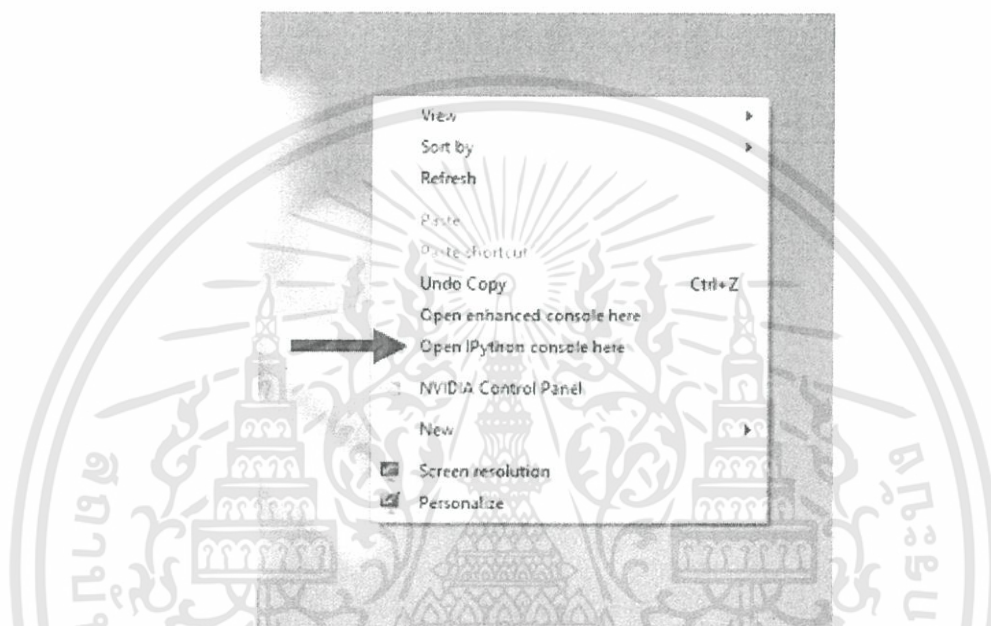 View
Sort by
Refresh
Paste
Paste shortcut
Undo Copy Ctrl+Z
Open enhanced console here
Open IPython console here
NVIDIA Control Panel
New
Screen resolution
Personalize